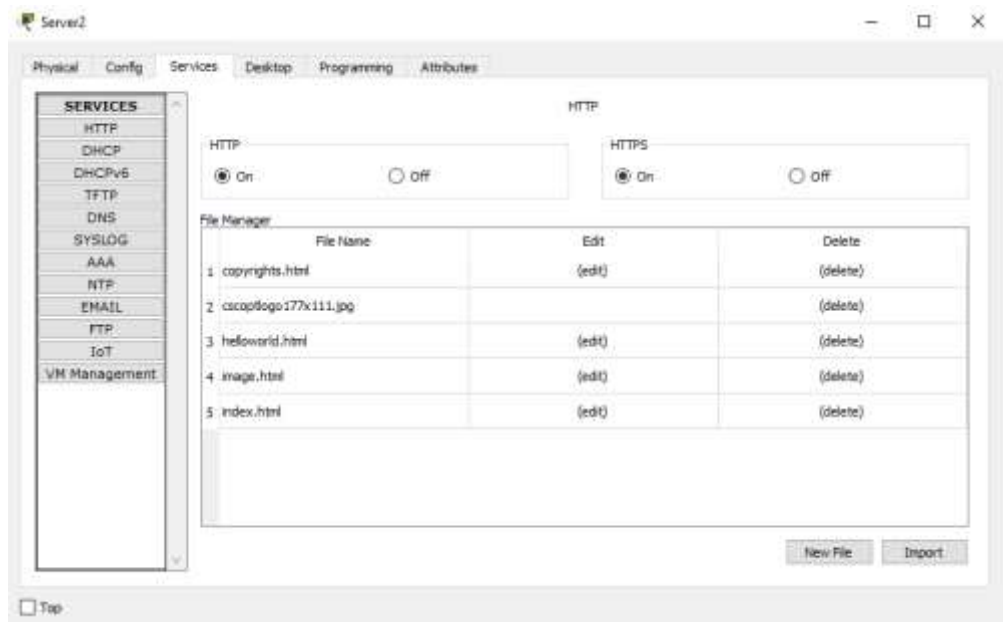 Server2
Physical Config Services Desktop Programming Attributes
SERVICES
HTTP
DHCP
DHCPv6
TFTP
DNS
SYSLOG
AAA
NTP
EMAIL
FTP
IoT
VM Management
HTTP
HTTP
On Off
HTTPS
On Off
File Manager
File Name Edit Delete
1 copyrights.html (edit) (delete)
2 cscoptlogo177x111.jpg (delete)
3 helloworld.html (edit) (delete)
4 image.html (edit) (delete)
5 index.html (edit) (delete)
New File Import
Top